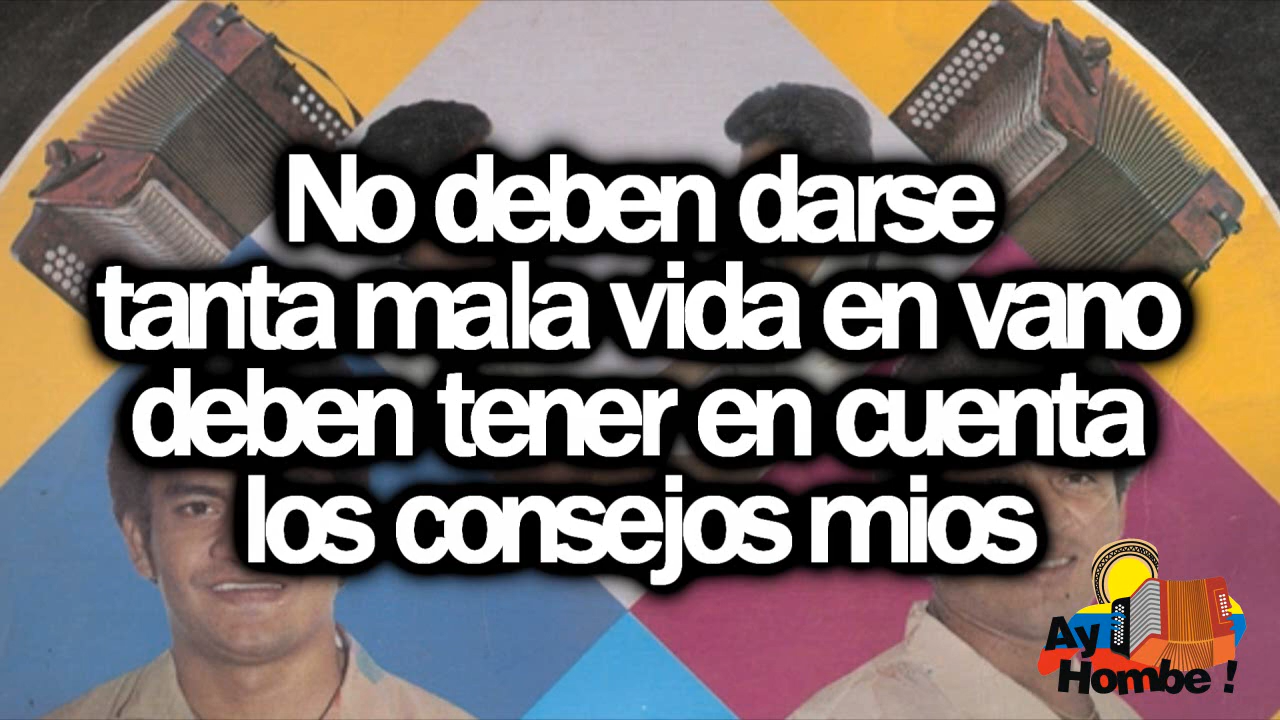 No deben darse
tanta mala vida en vano
deben tener en cuenta
los consejos mios
Ay
Hombe !